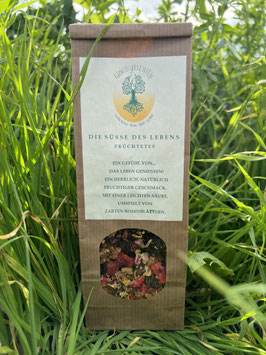 DIE SÜSSE DES LEBENS
FRÜCHTETEE
EIN GEFÜHL VON...
DAS LEBEN GENIESSEN!
EIN HERRLICH, NATÜRLICH
FRUCHTIGER GESCHMACK,
MIT EINER LEICHTEN SÄURE,
UMSPIELT VON
ZARTEN ROSENBLÄTTERN.